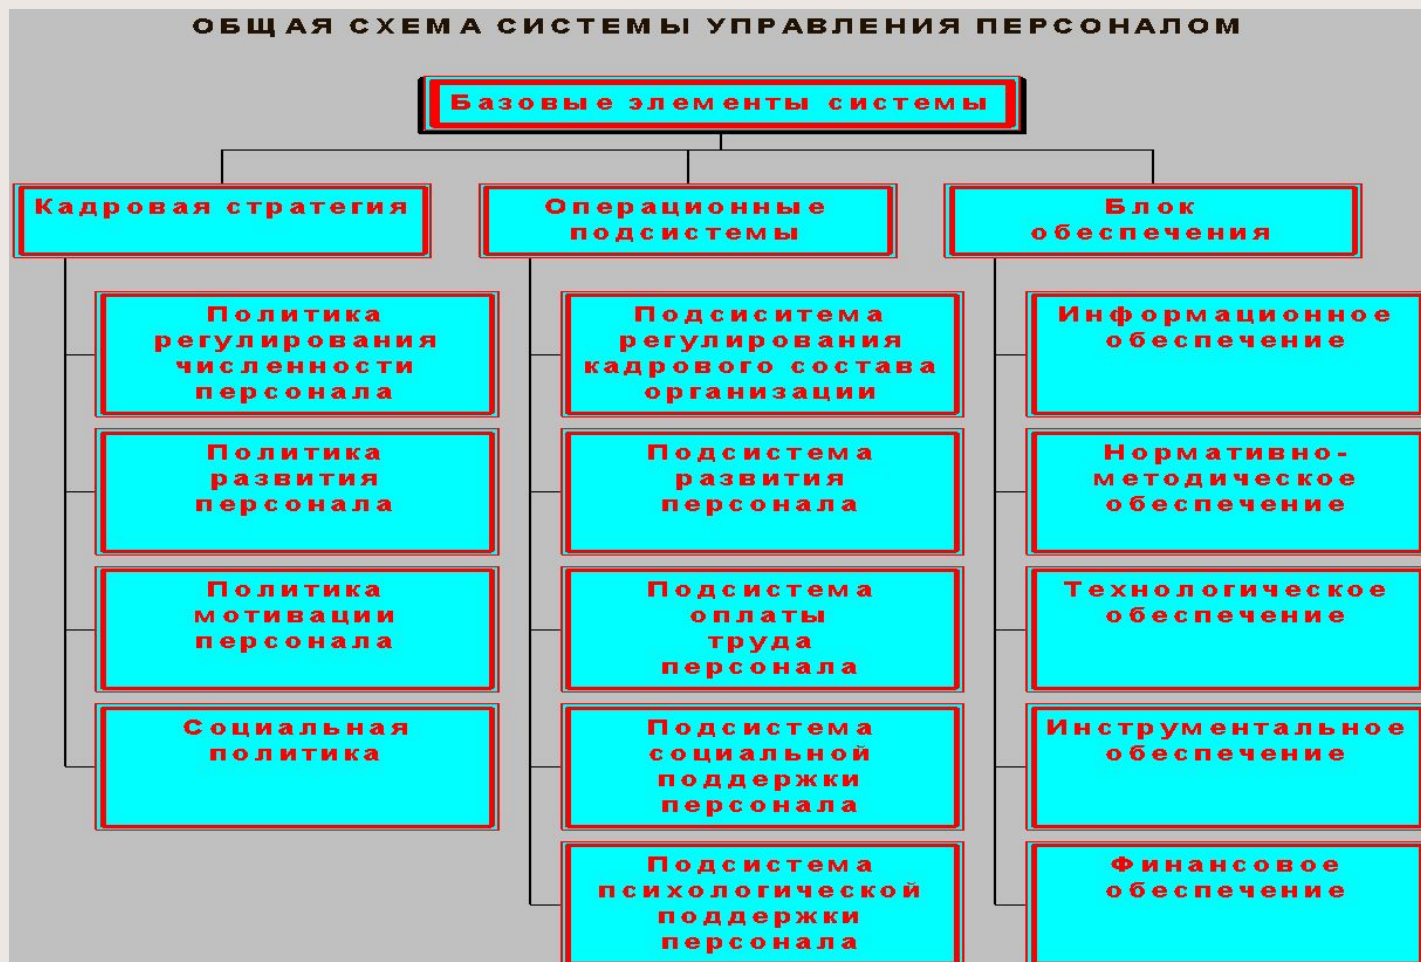 ОБЩАЯ СХЕМА СИСТЕМЫ УПРАВЛЕНИЯ ПЕРСОНАЛОМ
Базовые элементы системы
Кадровая стратегия
Операционные
подсистемы
Блок
обеспечения
Политика
регулирования
численности
персонала
Подсиситема
регулирования
кадрового состава
организации
Информационное
обеспечение
Политика
развития
персонала
Подсистема
развития
персонала
Нормативно-
методическое
обеспечение
Политика
мотивации
персонала
Подсистема
оплаты
труда
персонала
Технологическое
обеспечение
Социальная
политика
Подсистема
социальной
поддержки
персонала
Инструментальное
обеспечение
Подсистема
психологической
поддержки
персонала
Финансовое
обеспечение